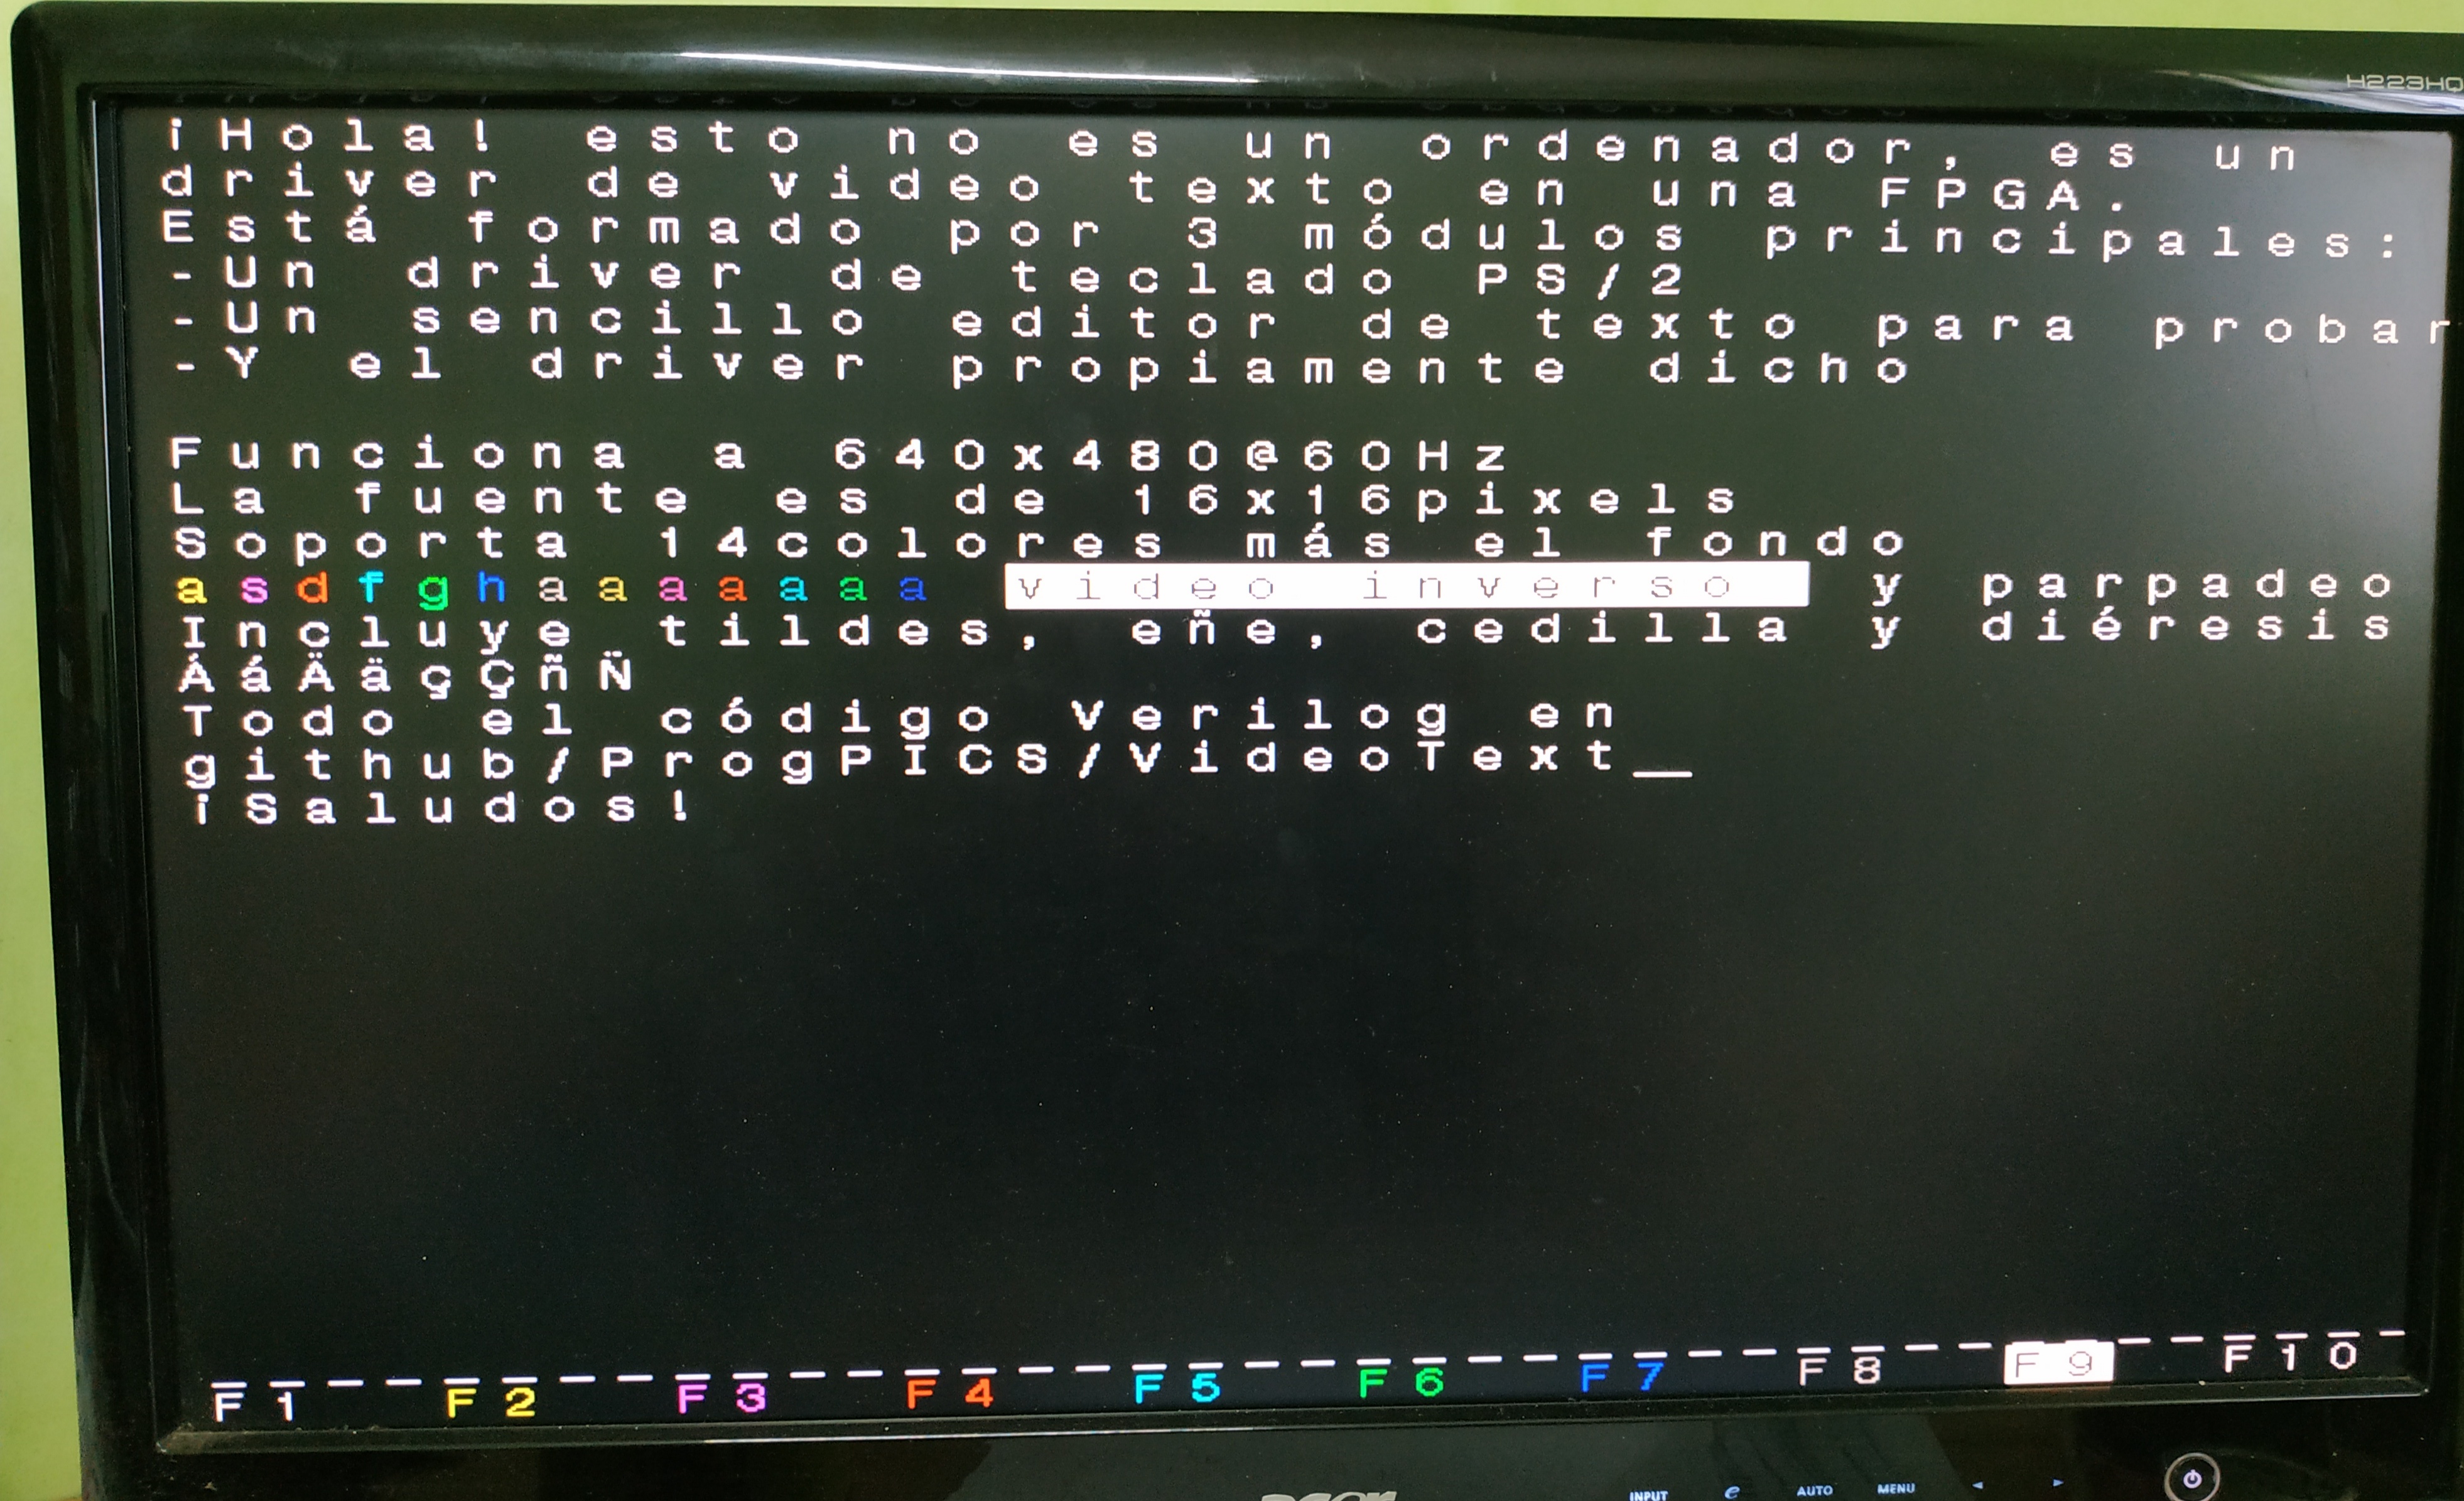 H223HQ
¡Hola! esto no es un ordenador, es un
driver de video texto en una FPGA.
Está formado por 3 módulos principales:
-Un driver de teclado PS/2
-Un sencillo editor de texto para probar
-Y el driver propiamente dicho
Funciona a 640x480@60Hz
La fuente es de 16x16pixels
Soporta 14colores más el fondo
asdfghaaaaaaa video inverso y parpadeo
Incluye tildes, eñe, cedilla y diéresis
ÁáÄäçÇñÑ
Todo el código Verilog en
github/ProgPICS/VideoText_
¡Saludos!
F1 F2 F3 F4 F5 F6 F7 F8 F9 F10
acer INPUT e AUTO MENU